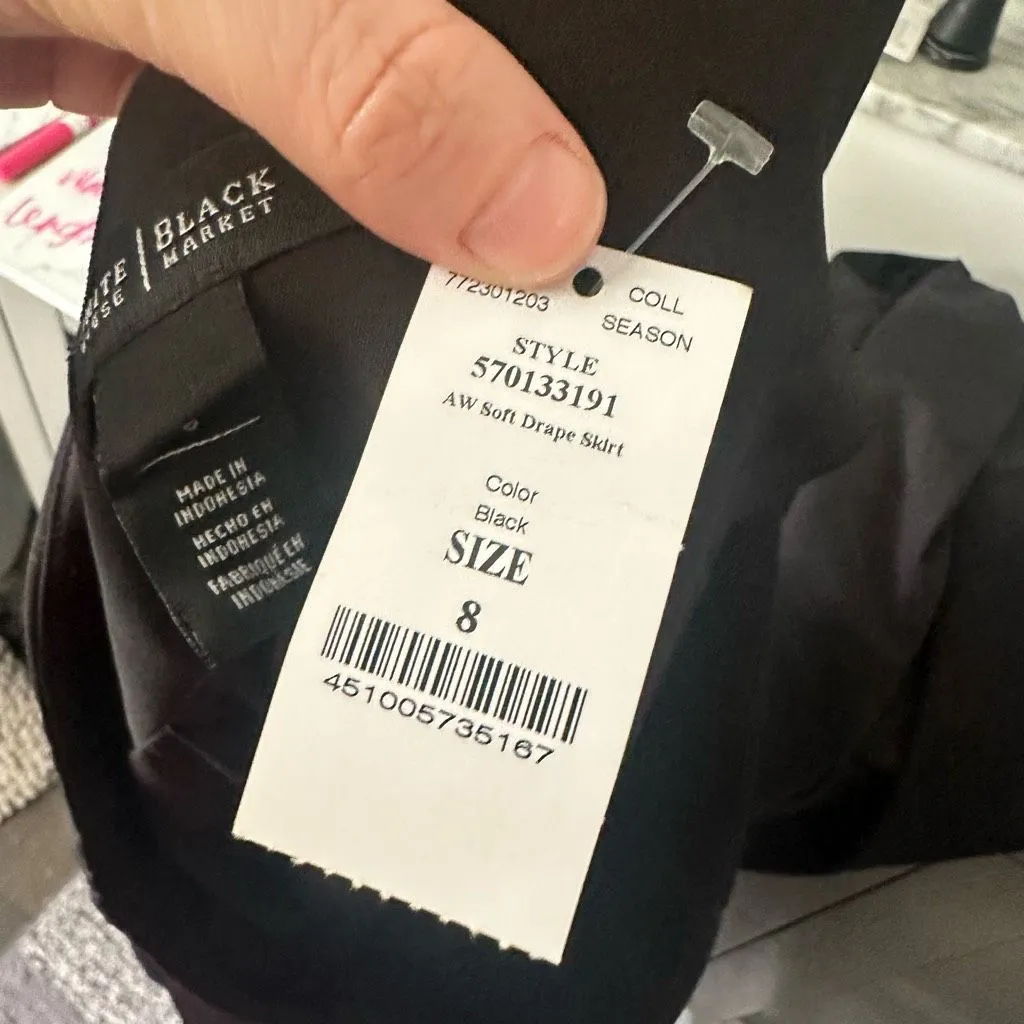 BLACK
MARKET
772301203
COLL
SEASON
STYLE
570133191
AW Soft Drape Skirt
Color
Black
SIZE
8
451005735167
MADE IN
INDONESIA
HECHO EN
INDONESIA
FABRIQUÉ EN
INDONÉSIE